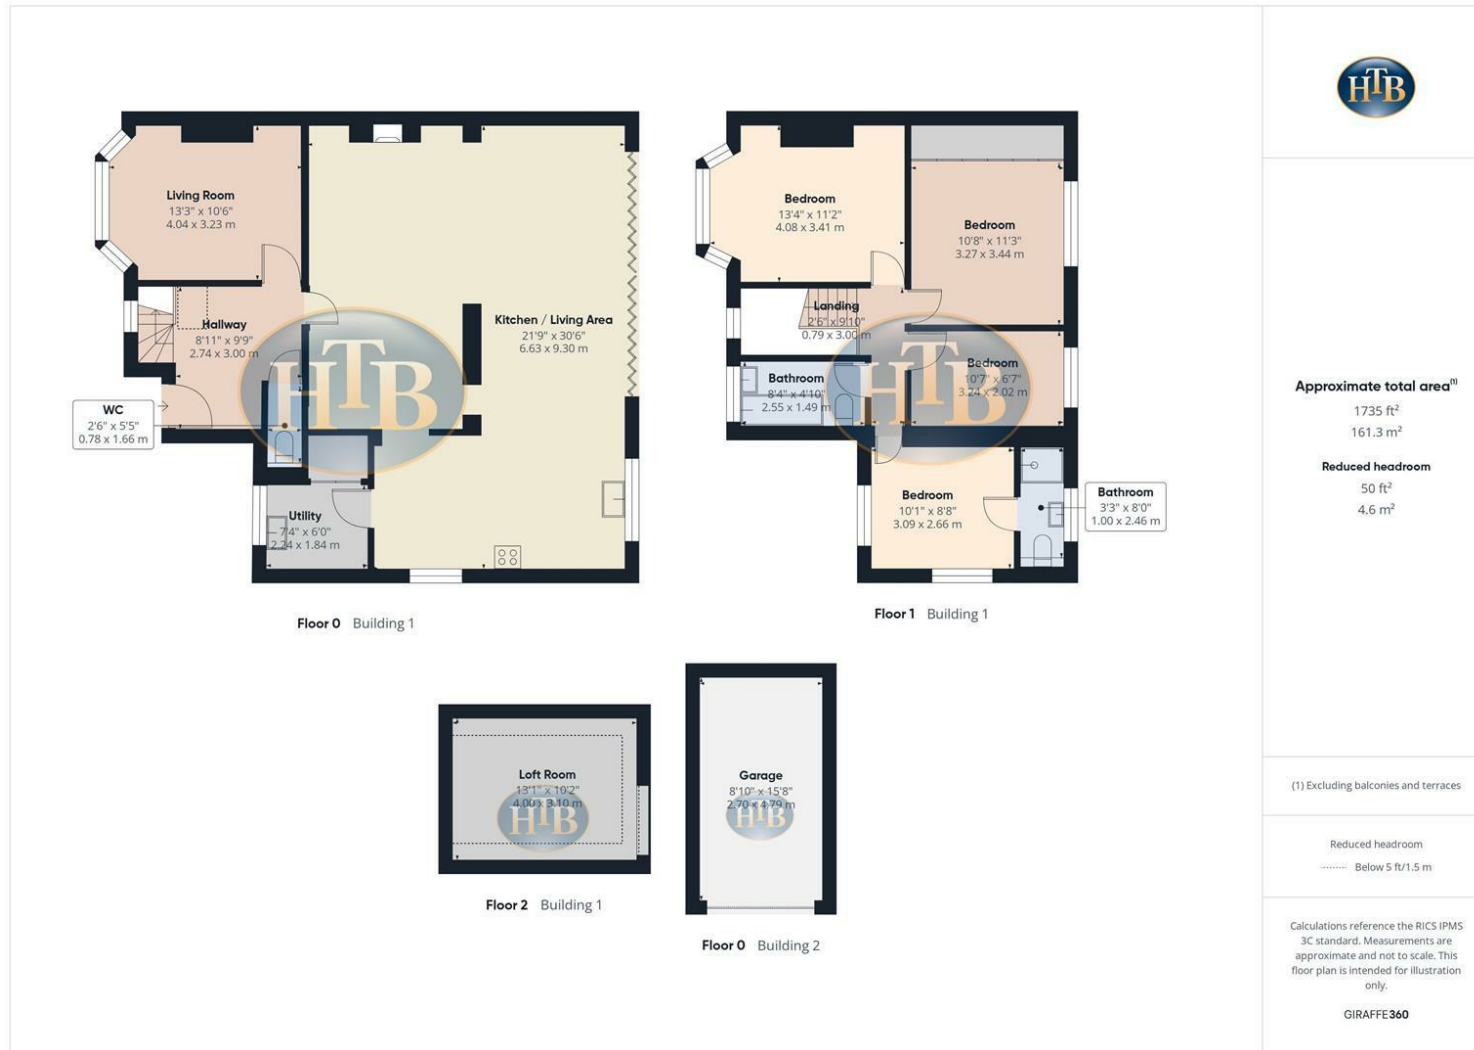 Living Room
13'3" x 10'6"
4.04 x 3.23 m
Hallway
8'11" x 9'9"
2.74 x 3.00 m
WC
2'6" x 5'5"
0.78 x 1.66 m
Kitchen / Living Area
21'9" x 30'6"
6.63 x 9.30 m
Utility
7'4" x 6'0"
2.24 x 1.84 m
HTB
Floor 0 Building 1
Bedroom
13'4" x 11'2"
4.08 x 3.41 m
Bedroom
10'8" x 11'3"
3.27 x 3.44 m
Landing
2'6" x 9'10"
0.79 x 3.00 m
Bathroom
8'4" x 4'10"
2.55 x 1.49 m
Bedroom
10'7" x 6'7"
3.24 x 2.02 m
Bedroom
10'1" x 8'8"
3.09 x 2.66 m
Bathroom
3'3" x 8'0"
1.00 x 2.46 m
HTB
Floor 1 Building 1
Loft Room
13'1" x 10'2"
4.00 x 3.10 m
HTB
Floor 2 Building 1
Garage
8'10" x 15'8"
2.70 x 4.79 m
HTB
Floor 0 Building 2
HTB
Approximate total area(1)
1735 ft²
161.3 m²
Reduced headroom
50 ft²
4.6 m²
(1) Excluding balconies and terraces
Reduced headroom
Below 5 ft/1.5 m
Calculations reference the RICS IPMS
3C standard. Measurements are
approximate and not to scale. This
floor plan is intended for illustration
only.
GIRAFFE360